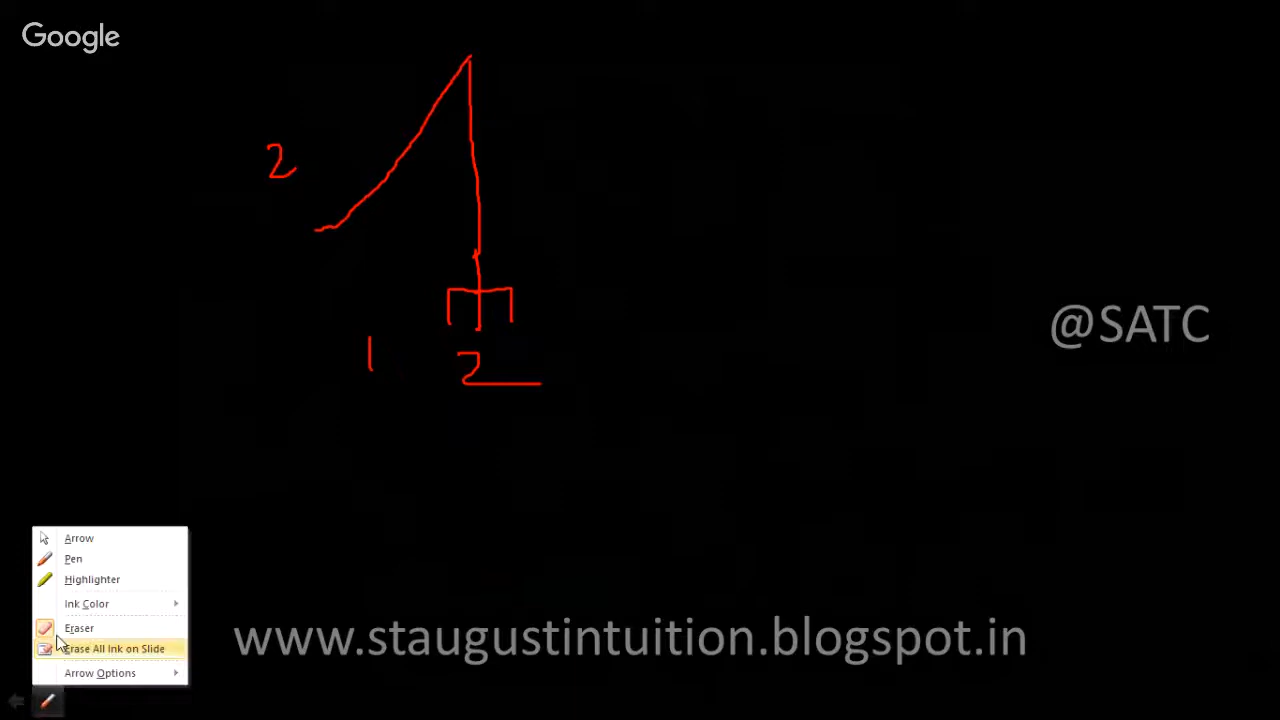 Google
2
@SATC
1 2
Arrow
Pen
Highlighter
Ink Color
Eraser
Erase All Ink on Slide
Arrow Options
www.staugustintuition.blogspot.in